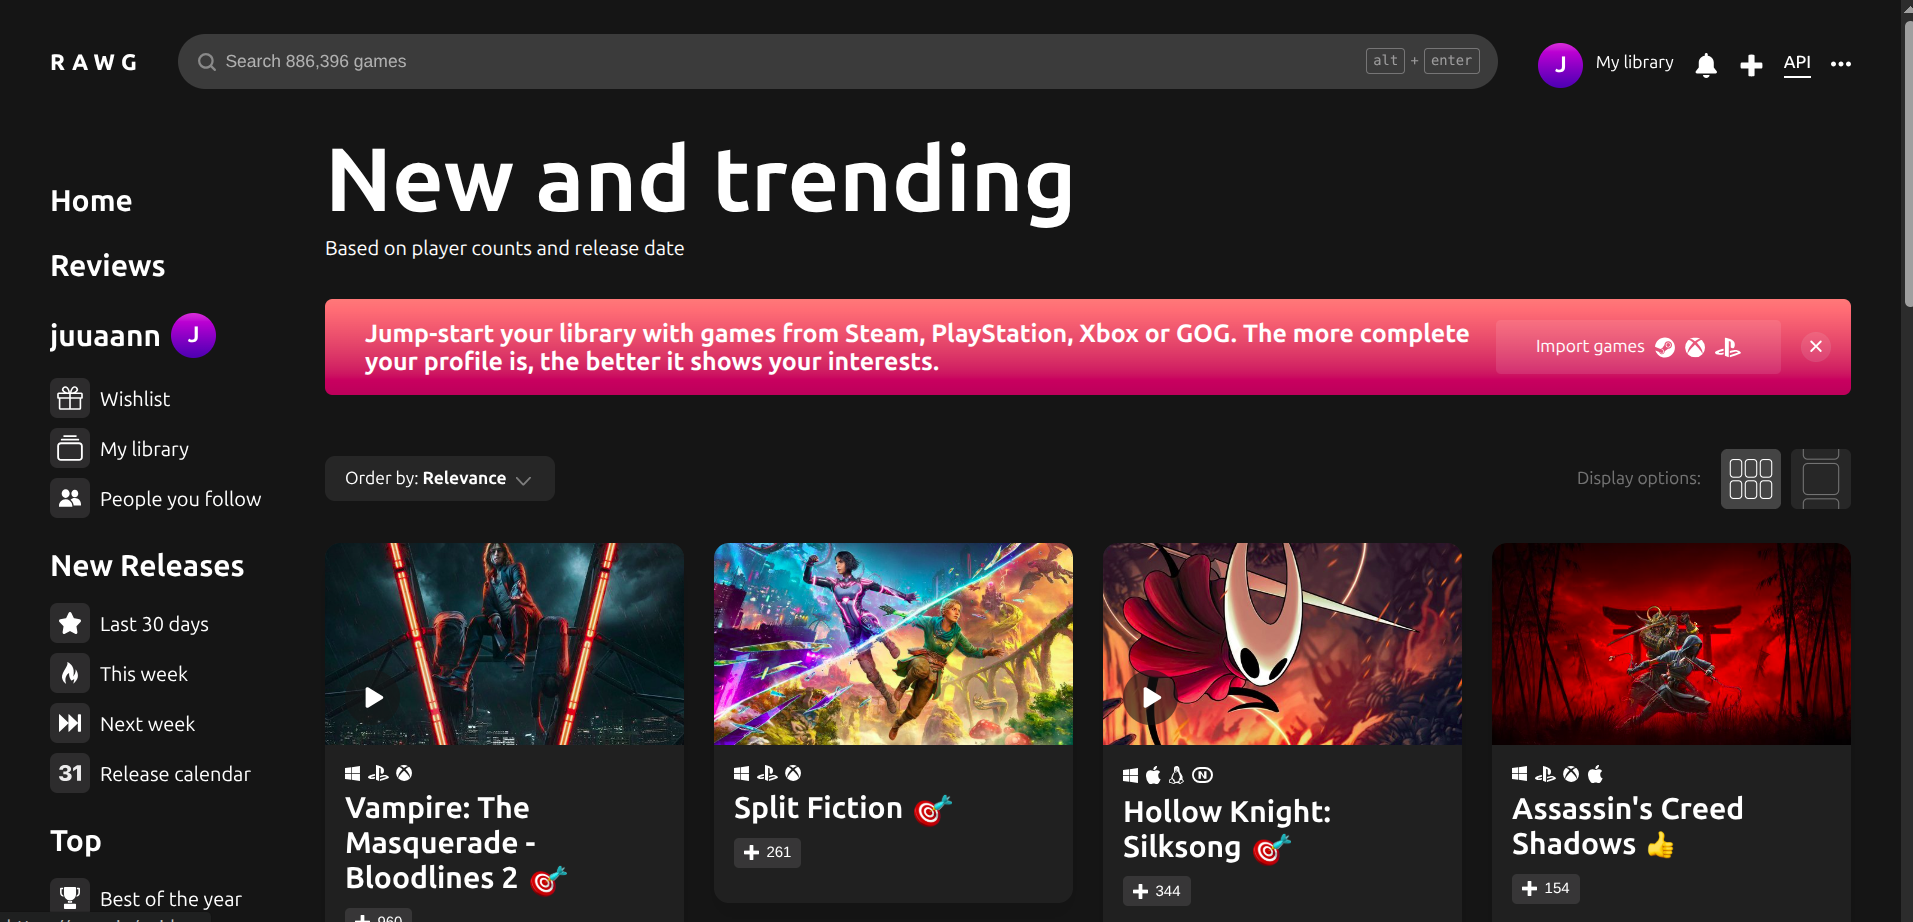 RAWG
Search 886,396 games
alt + enter
J
My library
API
Home
Reviews
juuaann J
Wishlist
My library
People you follow
New Releases
Last 30 days
This week
Next week
31 Release calendar
Top
Best of the year
New and trending
Based on player counts and release date
Jump-start your library with games from Steam, PlayStation, Xbox or GOG. The more complete
your profile is, the better it shows your interests.
Import games
Order by: Relevance
Display options:
Vampire: The
Masquerade -
Bloodlines 2
960
Split Fiction
261
Hollow Knight:
Silksong
344
Assassin's Creed
Shadows
154